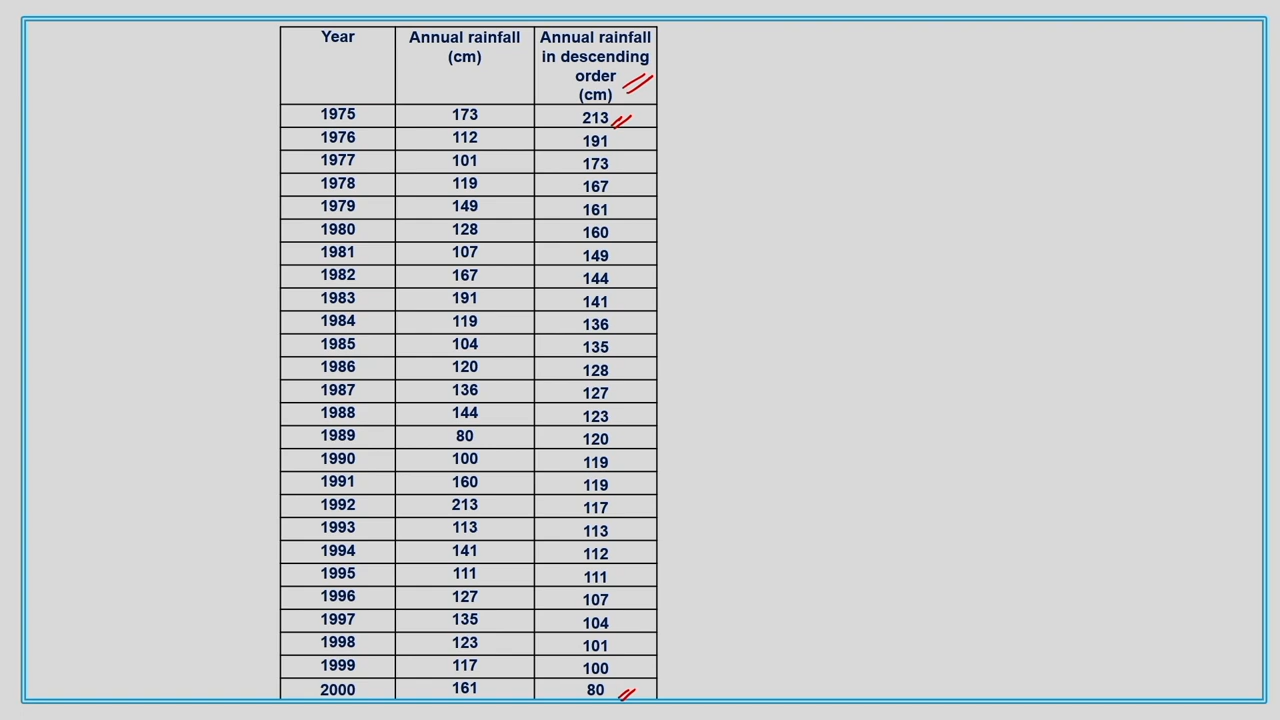 Year Annual rainfall Annual rainfall
(cm) in descending
order
(cm)
1975 173 213
1976 112 191
1977 101 173
1978 119 167
1979 149 161
1980 128 160
1981 107 149
1982 167 144
1983 191 141
1984 119 136
1985 104 135
1986 120 128
1987 136 127
1988 144 123
1989 80 120
1990 100 119
1991 160 119
1992 213 117
1993 113 113
1994 141 112
1995 111 111
1996 127 107
1997 135 104
1998 123 101
1999 117 100
2000 161 80